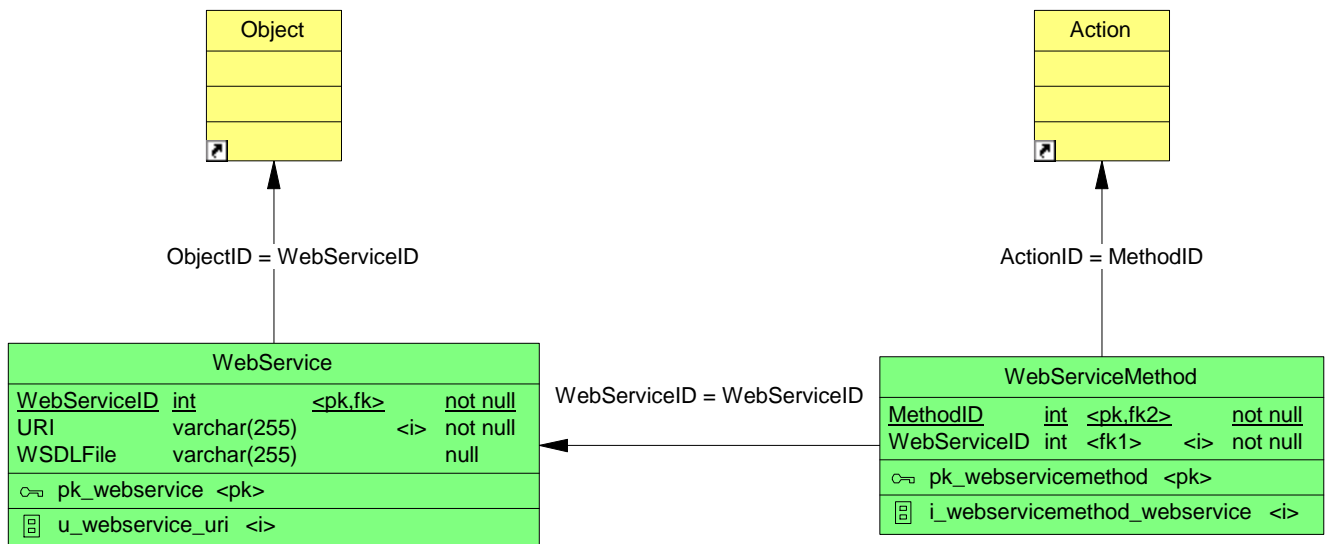 Object
Action
ObjectID = WebServiceID
ActionID = MethodID
WebService
WebServiceID int <pk,fk> not null
URI varchar(255) <i> not null
WSDLFile varchar(255) null
pk_webservice <pk>
u_webservice_uri <i>
WebServiceID = WebServiceID
WebServiceMethod
MethodID int <pk,fk2> not null
WebServiceID int <fk1> <i> not null
pk_webservicemethod <pk>
i_webservicemethod_webservice <i>